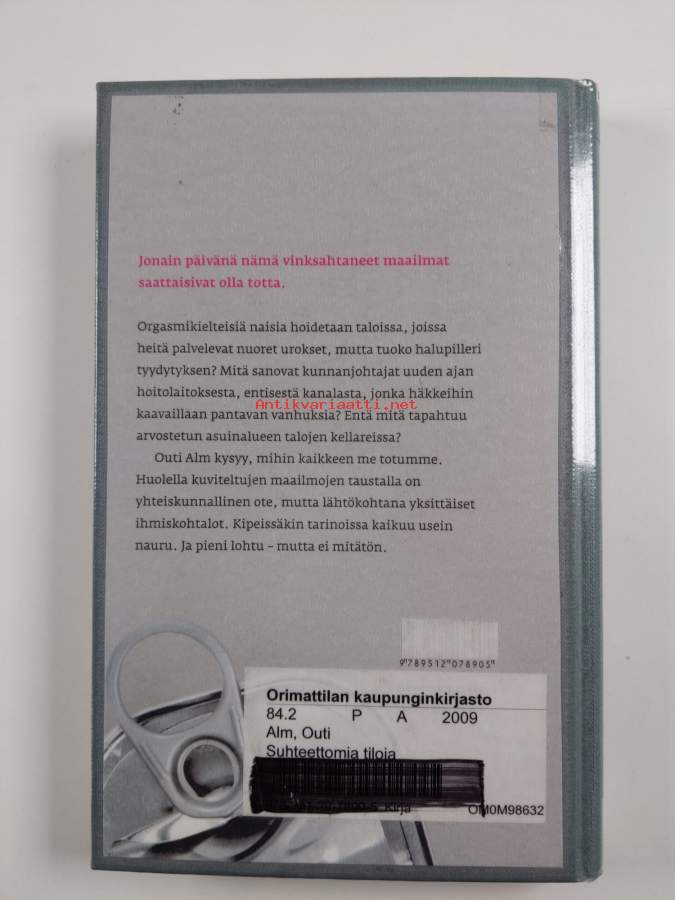 Jonain päivänä nämä vinksahtaneet maailmat
saattaisivat olla totta.
Orgasmikielteisiä naisia hoidetaan taloissa, joissa
heitä palvelevat nuoret urokset, mutta tuoko halupilleri
tyydytyksen? Mitä sanovat kunnanjohtajat uuden ajan
hoitolaitoksesta, entisestä kanalasta, jonka häkkeihin
Antikvariaatti.net
kaavaillaan pantavan vanhuksia? Entä mitä tapahtuu
arvostetun asuinalueen talojen kellareissa?
Outi Alm kysyy, mihin kaikkeen me totumme.
Huolella kuviteltujen maailmojen taustalla on
yhteiskunnallinen ote, mutta lähtökohtana yksittäiset
ihmiskohtalot. Kipeissäkin tarinoissa kaikuu usein
nauru. Ja pieni lohtu – mutta ei mitätön.
9"789512"078905"
Orimattilan kaupunginkirjasto
84.2 P A 2009
Alm, Outi
Suhteettomia tiloja
Kirja OM0M98632